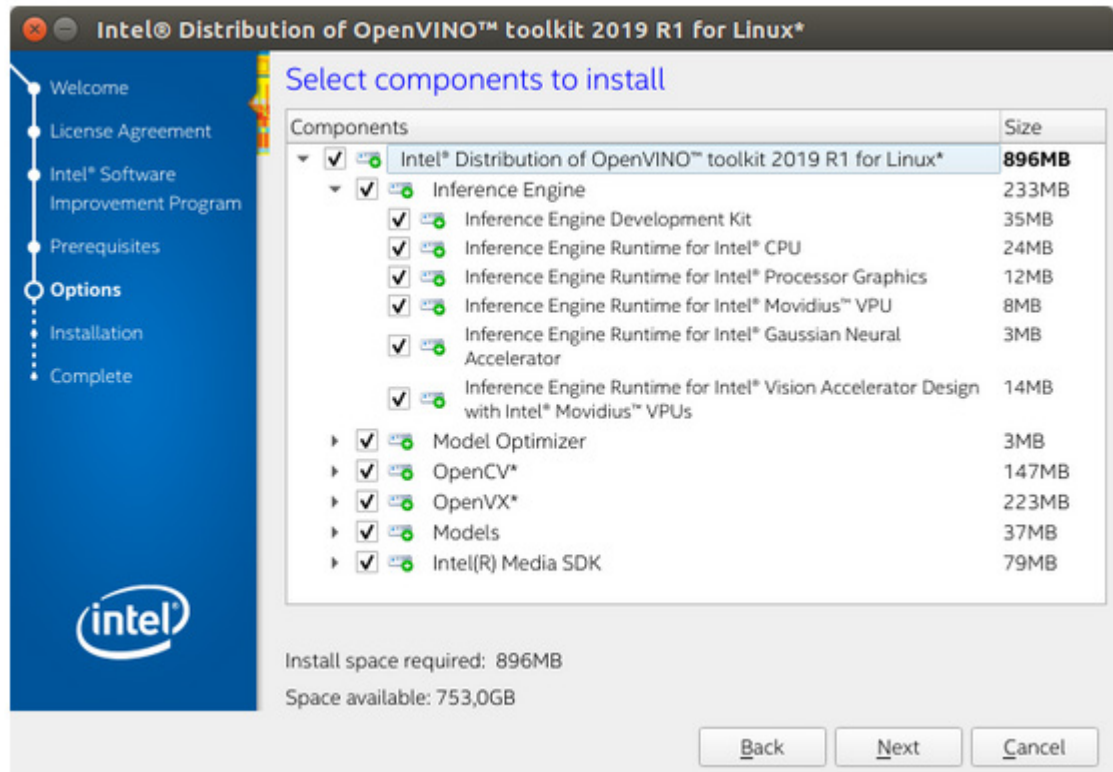 Intel® Distribution of OpenVINO™ toolkit 2019 R1 for Linux*
Welcome
License Agreement
Intel® Software
Improvement Program
Prerequisites
Options
Installation
Complete
intel®
Select components to install
Components Size
Intel® Distribution of OpenVINO™ toolkit 2019 R1 for Linux* 896MB
Inference Engine 233MB
Inference Engine Development Kit 35MB
Inference Engine Runtime for Intel® CPU 24MB
Inference Engine Runtime for Intel® Processor Graphics 12MB
Inference Engine Runtime for Intel® Movidius™ VPU 8MB
Inference Engine Runtime for Intel® Gaussian Neural 3MB
Accelerator
Inference Engine Runtime for Intel® Vision Accelerator Design 14MB
with Intel® Movidius™ VPUs
Model Optimizer 3MB
OpenCV* 147MB
OpenVX* 223MB
Models 37MB
Intel(R) Media SDK 79MB
Install space required: 896MB
Space available: 753,0GB
Back Next Cancel